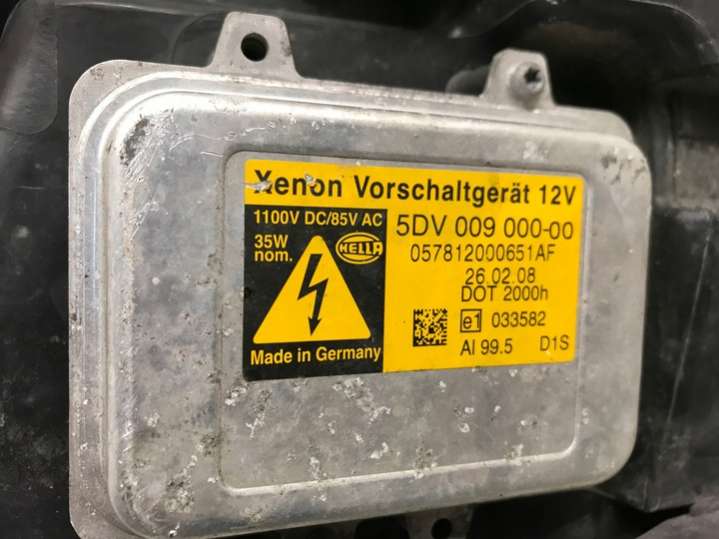 Xenon Vorschaltgerät 12V
1100V DC/85V AC
35W
nom.
HELLA
Made in Germany
5DV 009 000-00
057812000651AF
26.02.08
DOT 2000h
e1 033582
Al 99.5 D1S